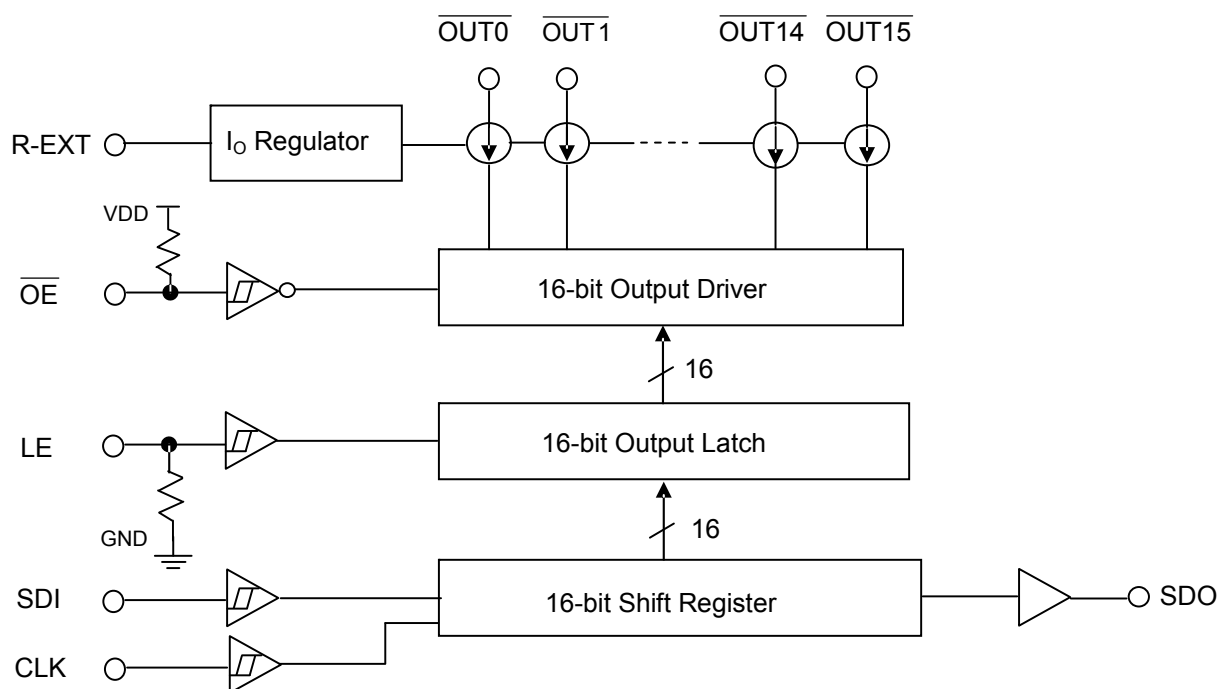 OUT0 OUT1 OUT14 OUT15
R-EXT
IO Regulator
VDD
OE
16-bit Output Driver
16
LE
16-bit Output Latch
GND
16
SDI
16-bit Shift Register
SDO
CLK